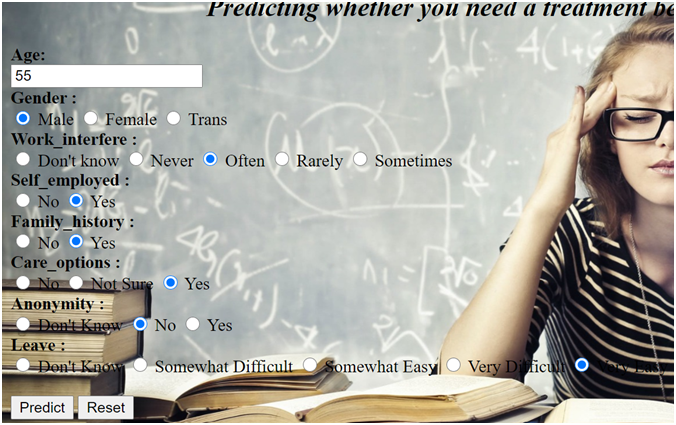 Predicting whether you need a treatment be
Age:
55
Gender :
Male Female Trans
Work_interfere :
Don't know Never Often Rarely Sometimes
Self_employed :
No Yes
Family_history :
No Yes
Care_options :
No Not Sure Yes
Anonymity :
Don't Know No Yes
Leave :
Don't Know Somewhat Difficult Somewhat Easy Very Difficult Very Easy
Predict Reset